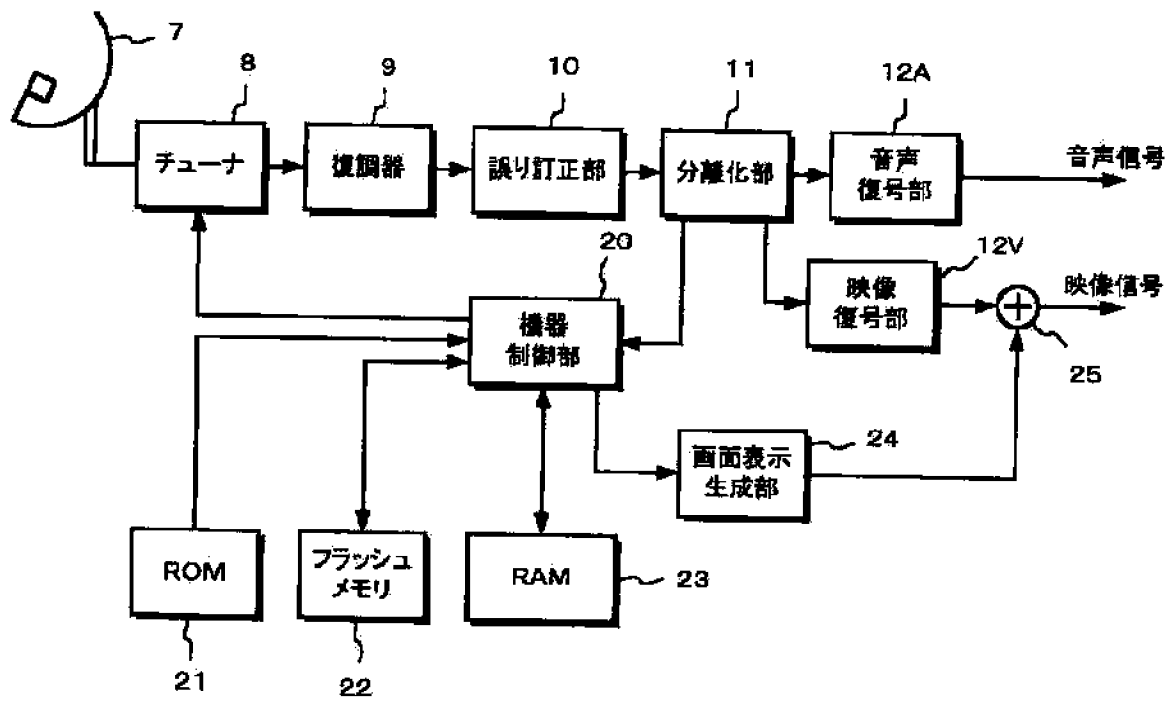 7
8
9
10
11
12A
チューナ
復調器
誤り訂正部
分離化部
音声
復号部
音声信号
20
12V
機器
制御部
映像
復号部
映像信号
25
画面表示
生成部
24
ROM
フラッシュ
メモリ
RAM
23
21
22